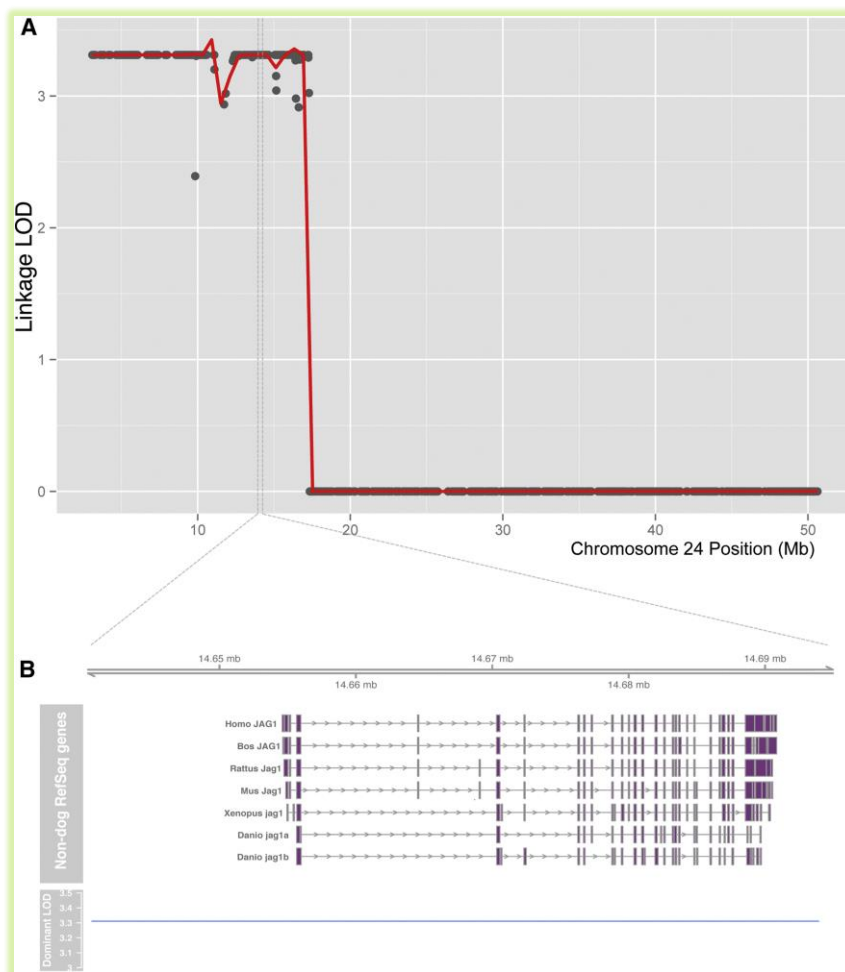 A
3
2
1
0
Linkage LOD
10 20 30 40 50
Chromosome 24 Position (Mb)
B
14.65 mb 14.67 mb 14.69 mb
14.66 mb 14.68 mb
Non-dog RefSeq genes
Homo JAG1
Bos JAG1
Rattus Jag1
Mus Jag1
Xenopus jag1
Danio jag1a
Danio jag1b
Dominant LOD
3.5
3.4
3.3
3.2
3.1
3